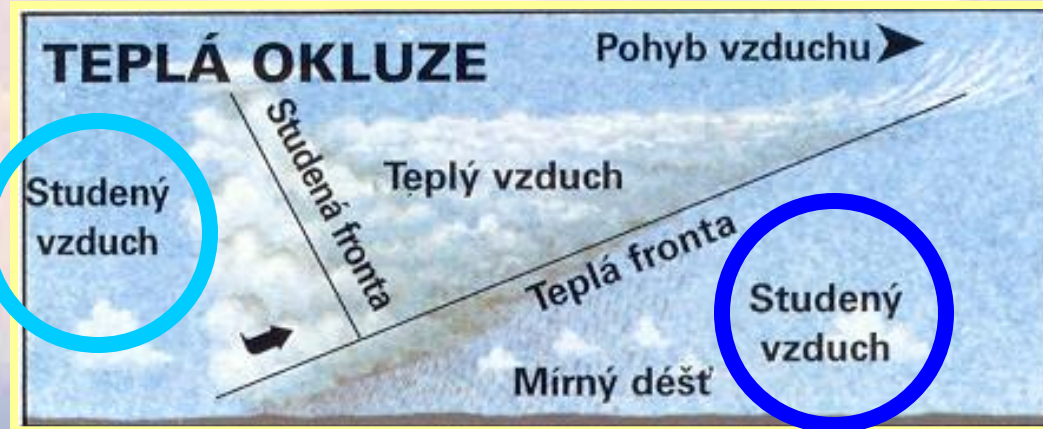 TEPLÁ OKLUZE
Pohyb vzduchu
Studený
vzduch
Studená fronta
Teplý vzduch
Teplá fronta
Studený
vzduch
Mírný déšť